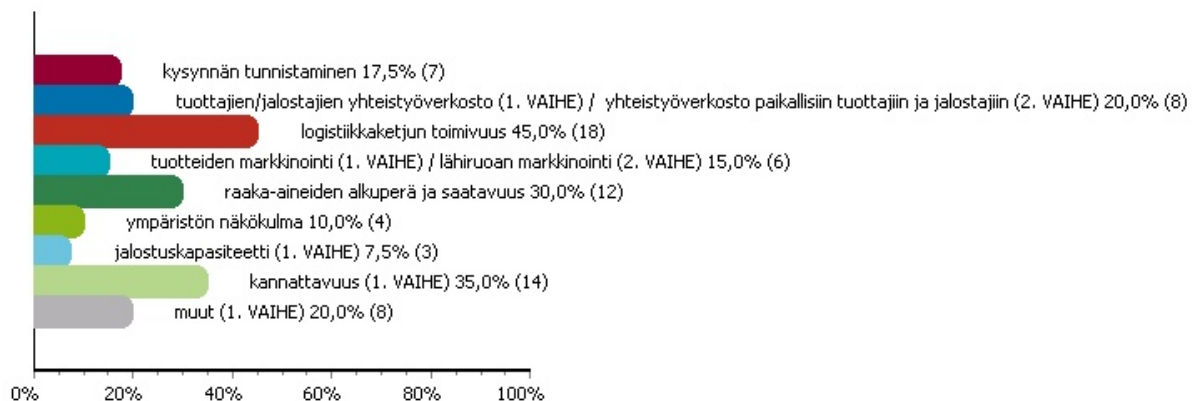 kysynnän tunnistaminen 17,5% (7)
tuottajien/jalostajien yhteistyöverkosto (1. VAIHE) / yhteistyöverkosto paikallisiin tuottajiin ja jalostajiin (2. VAIHE) 20,0% (8)
logistiikkaketjun toimivuus 45,0% (18)
tuotteiden markkinointi (1. VAIHE) / lähiruoan markkinointi (2. VAIHE) 15,0% (6)
raaka-aineiden alkuperä ja saatavuus 30,0% (12)
ympäristön näkökulma 10,0% (4)
jalostuskapasiteetti (1. VAIHE) 7,5% (3)
kannattavuus (1. VAIHE) 35,0% (14)
muut (1. VAIHE) 20,0% (8)
0% 20% 40% 60% 80% 100%